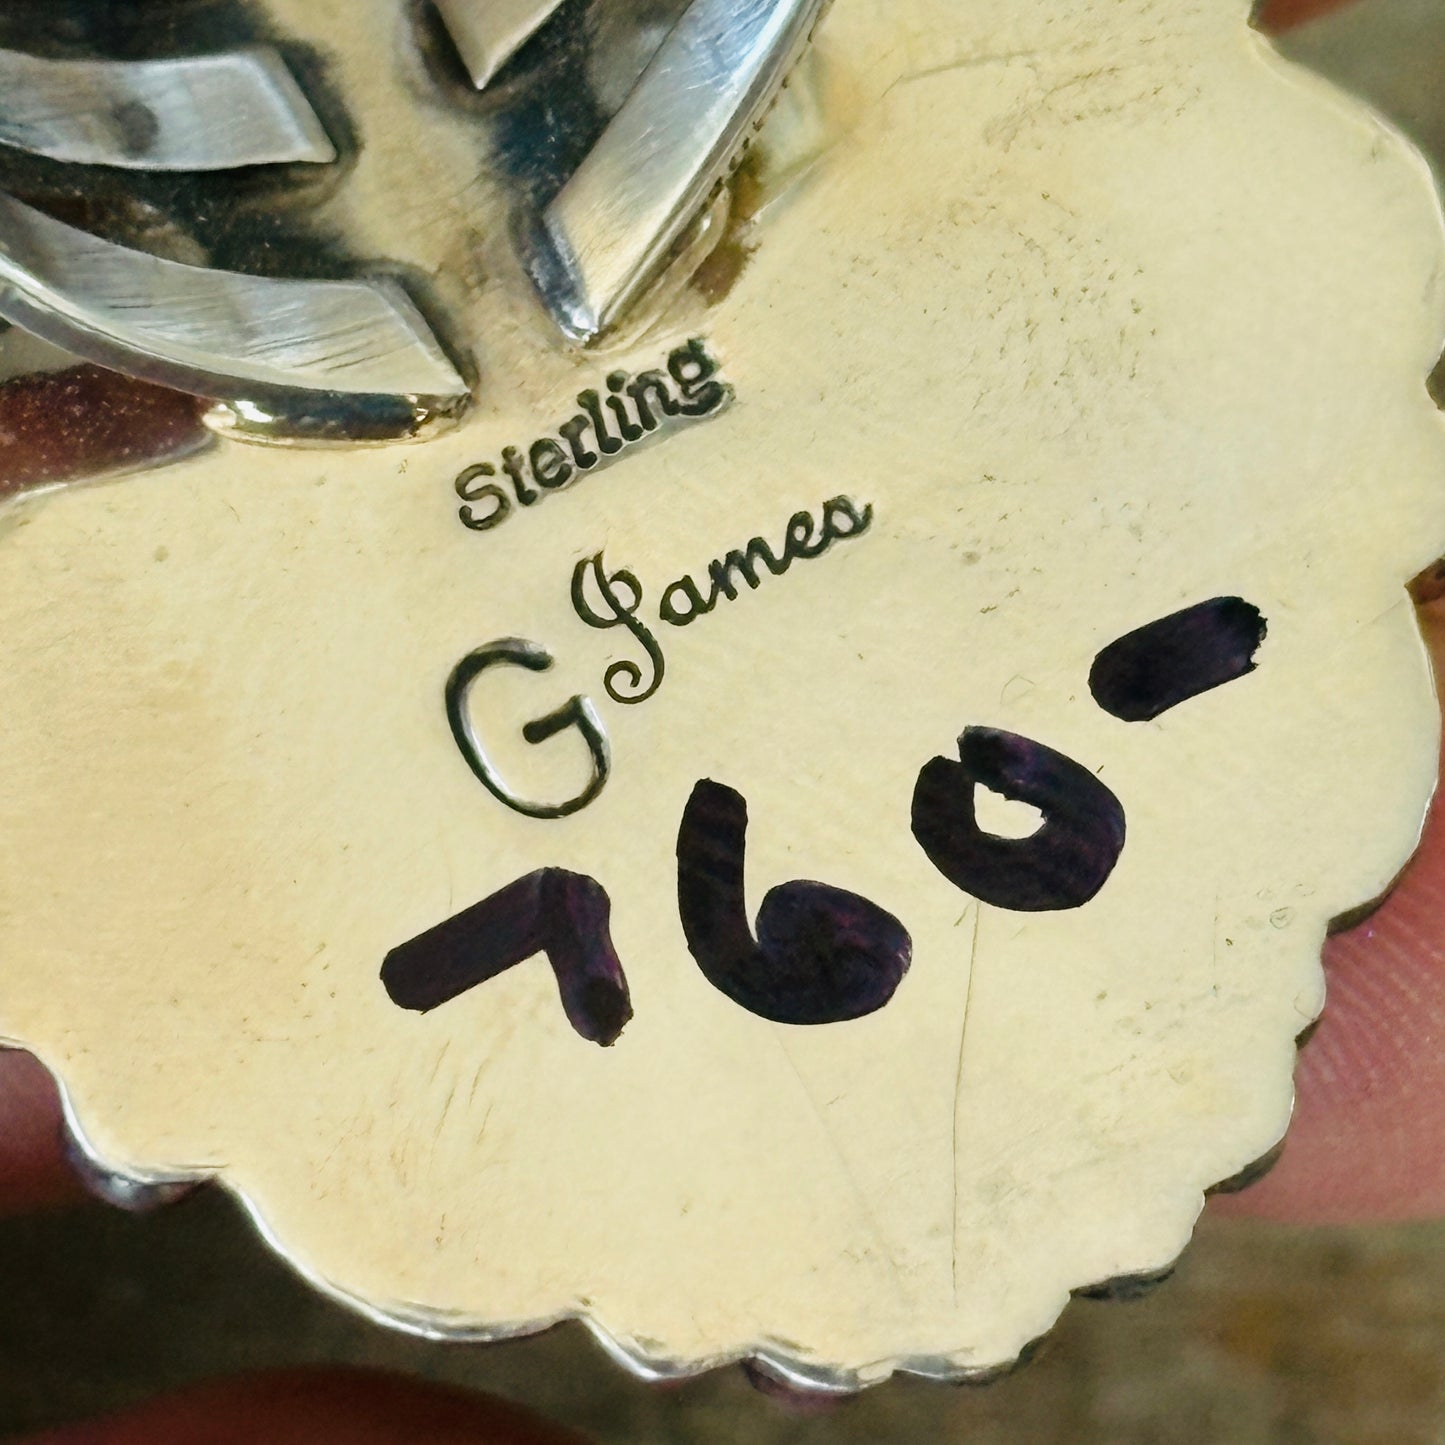 Sterling
G James
760-